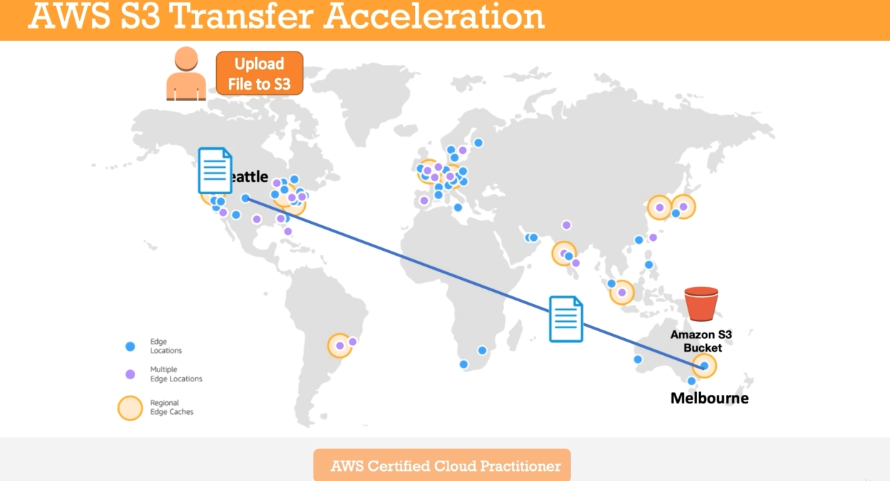 AWS S3 Transfer Acceleration
Upload
File to S3
eattle
Amazon S3
Bucket
Melbourne
Edge
Locations
Multiple
Edge Locations
Regional
Edge Caches
AWS Certified Cloud Practitioner